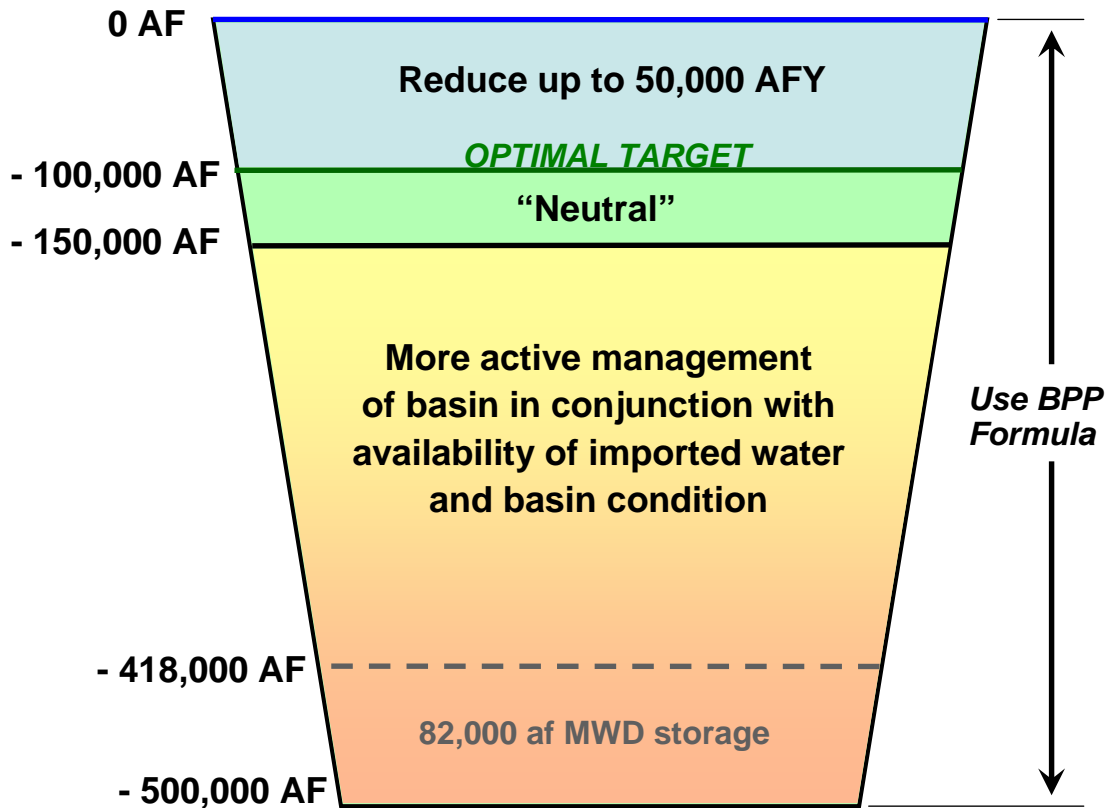 0 AF
Reduce up to 50,000 AFY
OPTIMAL TARGET
- 100,000 AF
“Neutral”
- 150,000 AF
More active management
of basin in conjunction with
availability of imported water
and basin condition
Use BPP
Formula
- 418,000 AF
82,000 af MWD storage
- 500,000 AF